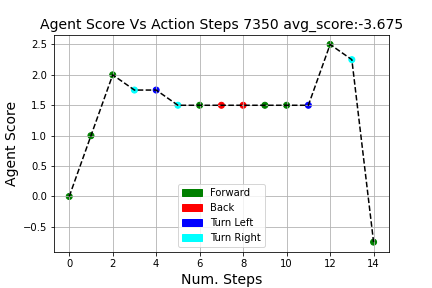 Agent Score Vs Action Steps 7350 avg_score:-3.675
2.5
2.0
1.5
1.0
0.5
0.0
−0.5
Agent Score
Forward
Back
Turn Left
Turn Right
0 2 4 6 8 10 12 14
Num. Steps